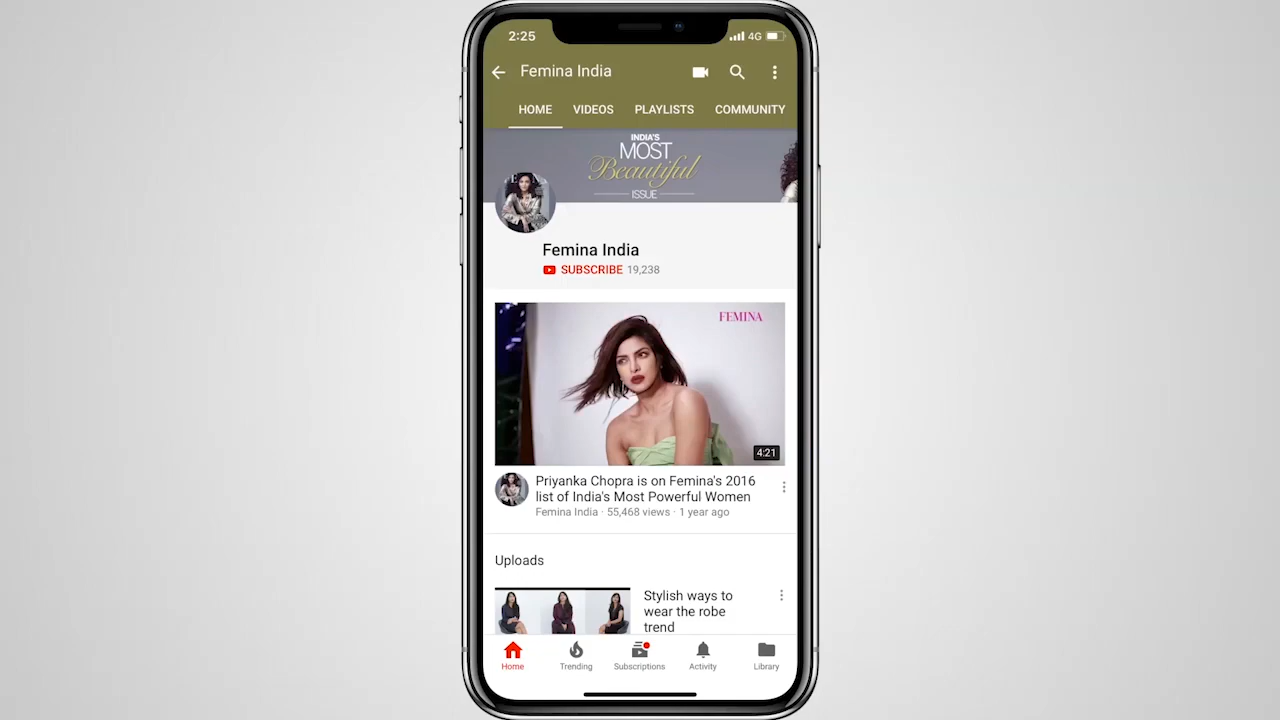 2:25
4G
Femina India
HOME VIDEOS PLAYLISTS COMMUNITY
INDIA'S
MOST
Beautiful
ISSUE
Femina India
SUBSCRIBE 19,238
FEMINA
4:21
Priyanka Chopra is on Femina's 2016
list of India's Most Powerful Women
Femina India · 55,468 views · 1 year ago
Uploads
Stylish ways to
wear the robe
trend
Home Trending Subscriptions Activity Library